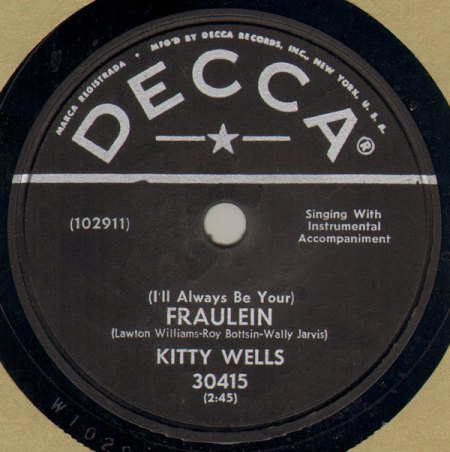 MARCA REGISTRADA • MFG'D BY DECCA RECORDS, INC., NEW YORK, U. S. A.
DECCA®
(102911)
Singing With
Instrumental
Accompaniment
(I'll Always Be Your)
FRAULEIN
(Lawton Williams-Roy Bottsin-Wally Jarvis)
KITTY WELLS
30415
(2:45)